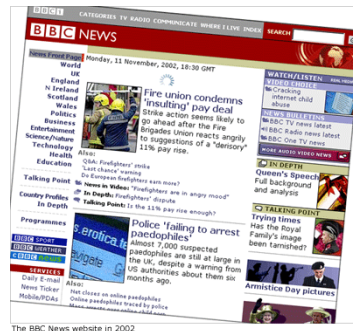 BBCi CATEGORIES TV RADIO COMMUNICATE WHERE I LIVE INDEX SEARCH
BBC NEWS
News Front Page
World
UK
England
N Ireland
Scotland
Wales
Politics
Business
Entertainment
Science/Nature
Technology
Health
Education
Talking Point
Country Profiles
In Depth
Programmes
BBC SPORT
BBC WEATHER
CBBC NEWS
SERVICES
Daily E-mail
News Ticker
Mobile/PDAs
Monday, 11 November, 2002, 18:30 GMT
Fire union condemns
'insulting' pay deal
Strike action seems likely to
go ahead after the Fire
Brigades Union reacts angrily
to suggestions of a "derisory"
11% pay rise.
Also:
Q&A: Firefighters' strike
'Last chance' warning
Do European firefighters earn more?
News in Video: "Firefighters are in angry mood"
In Depth: Firefighters' dispute
Talking Point: Is the 11% pay rise enough?
s.erotica.te
Police 'failing to arrest
paedophiles'
Almost 7,000 suspected
paedophiles are still at large in
the UK, despite a warning from
US authorities about them six
months ago.
Also:
Net closes on online paedophiles
Online paedophiles traced by police
WATCH/LISTEN
VIDEO CHOICE
Cracking
internet child
abuse
NEWS BULLETINS
BBC TV news latest
BBC Radio news latest
BBC One TV news
MORE AUDIO VIDEO NEWS
IN DEPTH
Queen's Speech
Full background
and analysis
TALKING POINT
Trying times
Has the Royal
Family's image
been tarnished?
Armistice Day pictures
The BBC News website in 2002